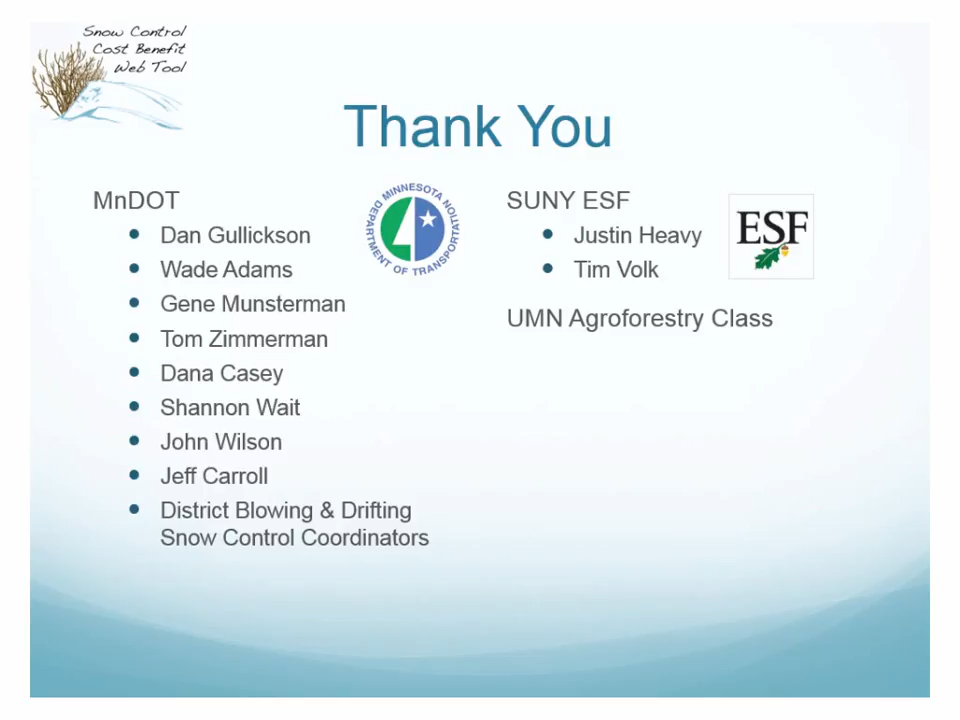 Snow Control
Cost Benefit
Web Tool
Thank You
MnDOT
Dan Gullickson
Wade Adams
Gene Munsterman
Tom Zimmerman
Dana Casey
Shannon Wait
John Wilson
Jeff Carroll
District Blowing & Drifting
Snow Control Coordinators
MINNESOTA DEPARTMENT OF TRANSPORTATION
SUNY ESF
Justin Heavy
Tim Volk
ESF
UMN Agroforestry Class